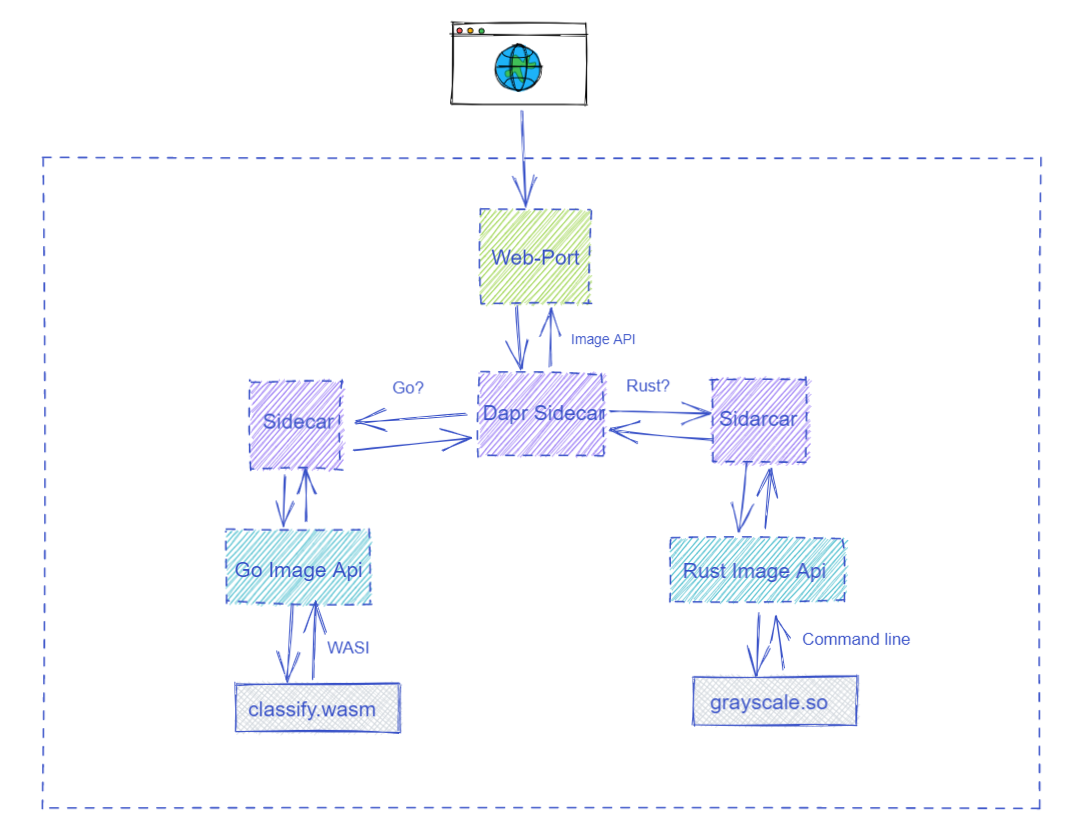 Web-Port
Image API
Go?
Rust?
Sidecar
Dapr Sidecar
Sidarcar
Go Image Api
Rust Image Api
WASI
Command line
classify.wasm
grayscale.so